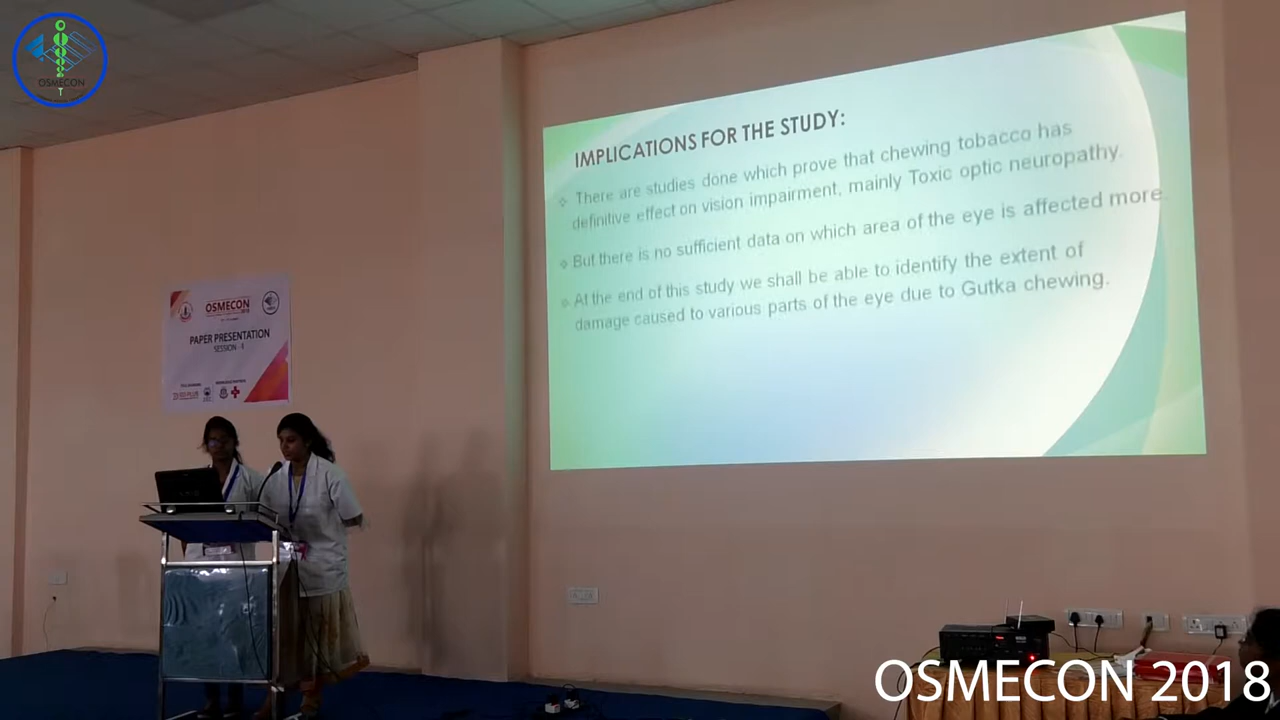 OSMECON
IMPLICATIONS FOR THE STUDY:
There are studies done which prove that chewing tobacco has
definitive effect on vision impairment, mainly Toxic optic neuropathy.
But there is no sufficient data on which area of the eye is affected more.
At the end of this study we shall be able to identify the extent of
damage caused to various parts of the eye due to Gutka chewing.
OSMECON
2018
PAPER PRESENTATION
SESSION -
OSMECON 2018